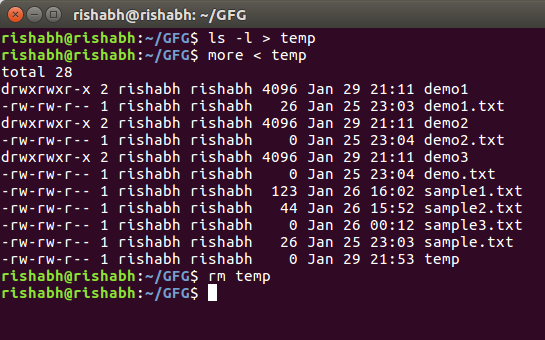 rishabh@rishabh: ~/GFG
rishabh@rishabh:~/GFG$ ls -l > temp
rishabh@rishabh:~/GFG$ more < temp
total 28
drwxrwxr-x 2 rishabh rishabh 4096 Jan 29 21:11 demo1
-rw-rw-r-- 1 rishabh rishabh   26 Jan 25 23:03 demo1.txt
drwxrwxr-x 2 rishabh rishabh 4096 Jan 29 21:11 demo2
-rw-rw-r-- 1 rishabh rishabh    0 Jan 25 23:04 demo2.txt
drwxrwxr-x 2 rishabh rishabh 4096 Jan 29 21:11 demo3
-rw-rw-r-- 1 rishabh rishabh    0 Jan 25 23:04 demo.txt
-rw-rw-r-- 1 rishabh rishabh  123 Jan 26 16:02 sample1.txt
-rw-rw-r-- 1 rishabh rishabh   44 Jan 26 15:52 sample2.txt
-rw-rw-r-- 1 rishabh rishabh    0 Jan 26 00:12 sample3.txt
-rw-rw-r-- 1 rishabh rishabh   26 Jan 25 23:03 sample.txt
-rw-rw-r-- 1 rishabh rishabh    0 Jan 29 21:53 temp
rishabh@rishabh:~/GFG$ rm temp
rishabh@rishabh:~/GFG$